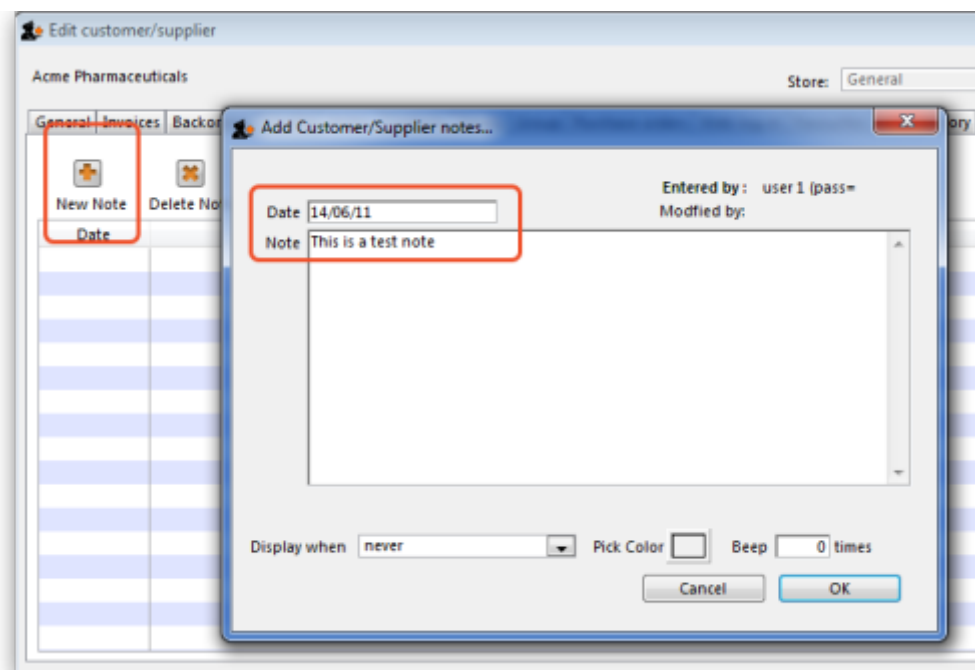 Edit customer/supplier
Acme Pharmaceuticals
Store: General
General Invoices Backor
Add Customer/Supplier notes...
ory
New Note Delete No
Date
Entered by : user 1 (pass=
Modfied by:
Date 14/06/11
Note This is a test note
Display when never Pick Color Beep 0 times
Cancel OK